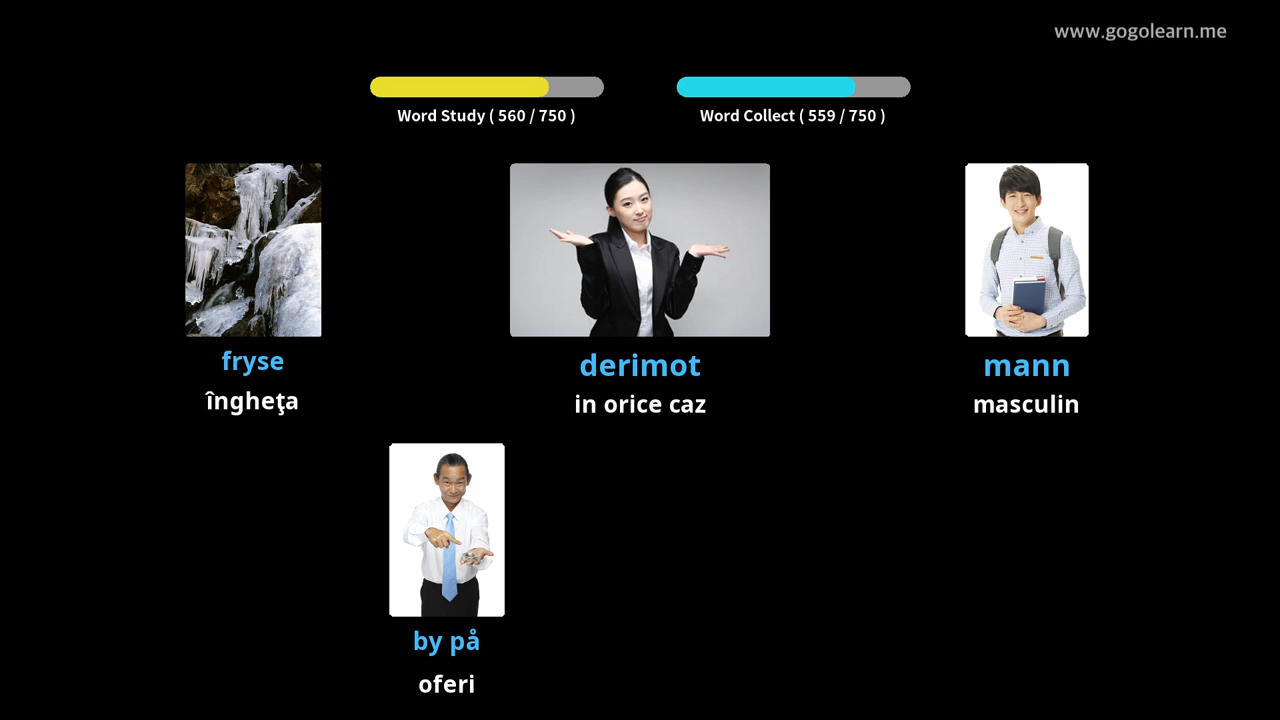 www.gogolearn.me
Word Study ( 560 / 750 )
Word Collect ( 559 / 750 )
fryse
îngheţa
derimot
in orice caz
mann
masculin
by på
oferi